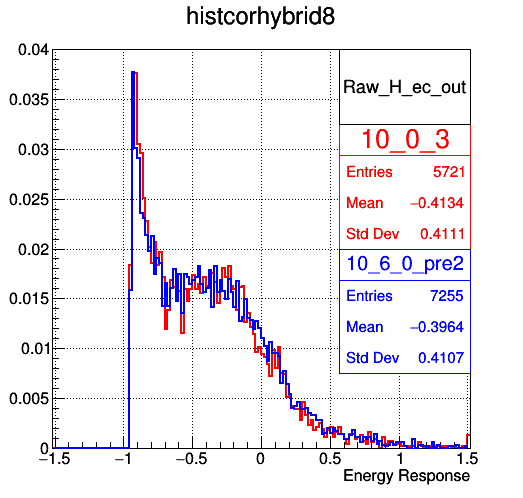 histcorhybrid8
0.04
0.035
0.03
0.025
0.02
0.015
0.01
0.005
0
−1.5 −1 −0.5 0 0.5 1 1.5
Energy Response
Raw_H_ec_out
10_0_3
Entries 5721
Mean −0.4134
Std Dev 0.4111
10_6_0_pre2
Entries 7255
Mean −0.3964
Std Dev 0.4107